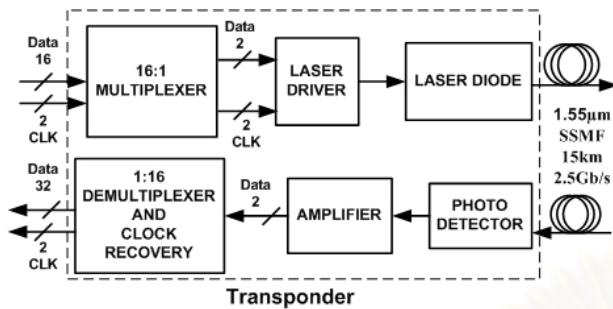 Data
16
2
CLK
16:1
MULTIPLEXER
Data
2
2
CLK
LASER
DRIVER
LASER DIODE
1.55µm
SSMF
15km
2.5Gb/s
Data
32
2
CLK
1:16
DEMULTIPLEXER
AND
CLOCK
RECOVERY
Data
2
AMPLIFIER
PHOTO
DETECTOR
Transponder